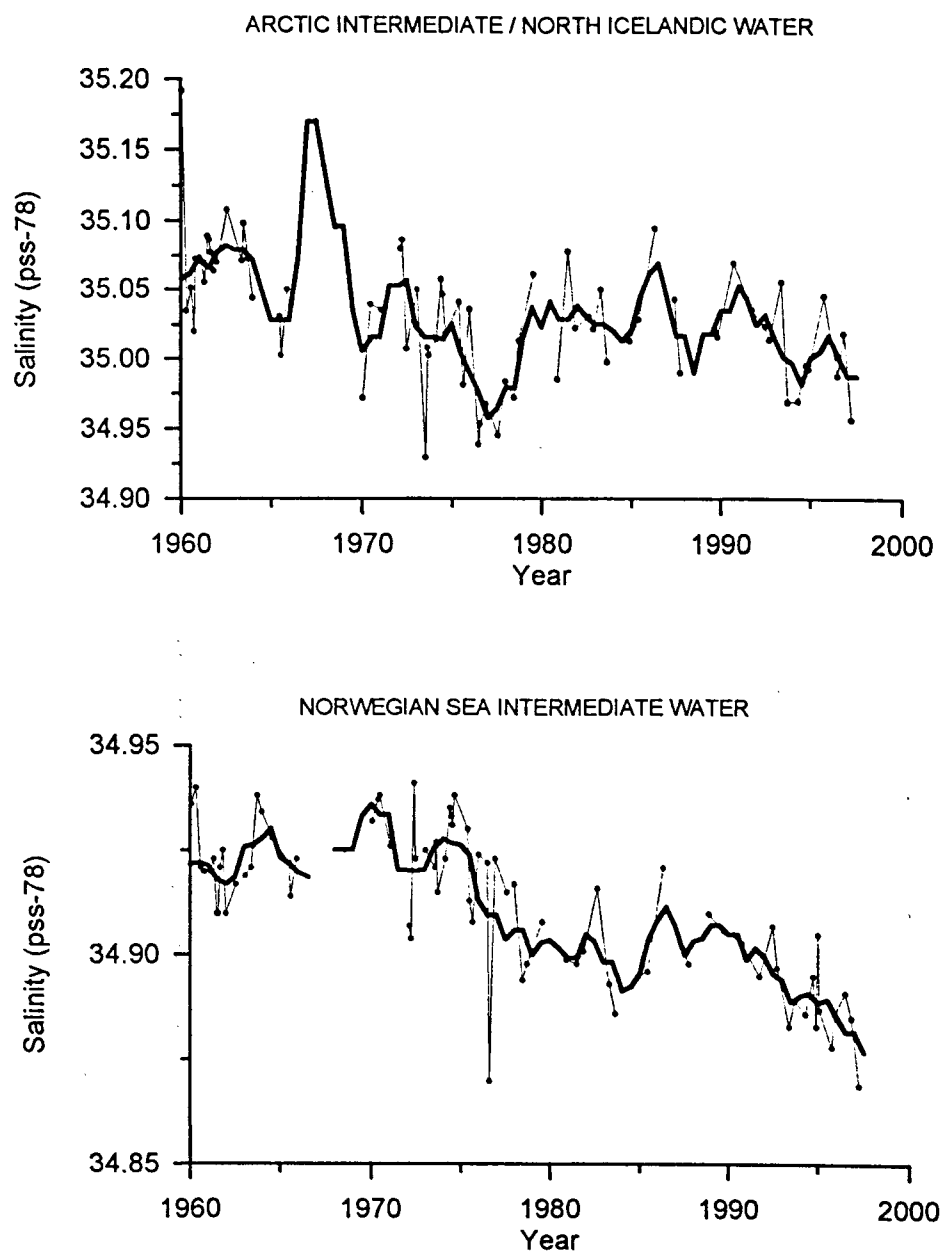 ARCTIC INTERMEDIATE / NORTH ICELANDIC WATER
Salinity (pss-78)
35.20
35.15
35.10
35.05
35.00
34.95
34.90
1960 1970 1980 1990 2000
Year
NORWEGIAN SEA INTERMEDIATE WATER
Salinity (pss-78)
34.95
34.90
34.85
1960 1970 1980 1990 2000
Year